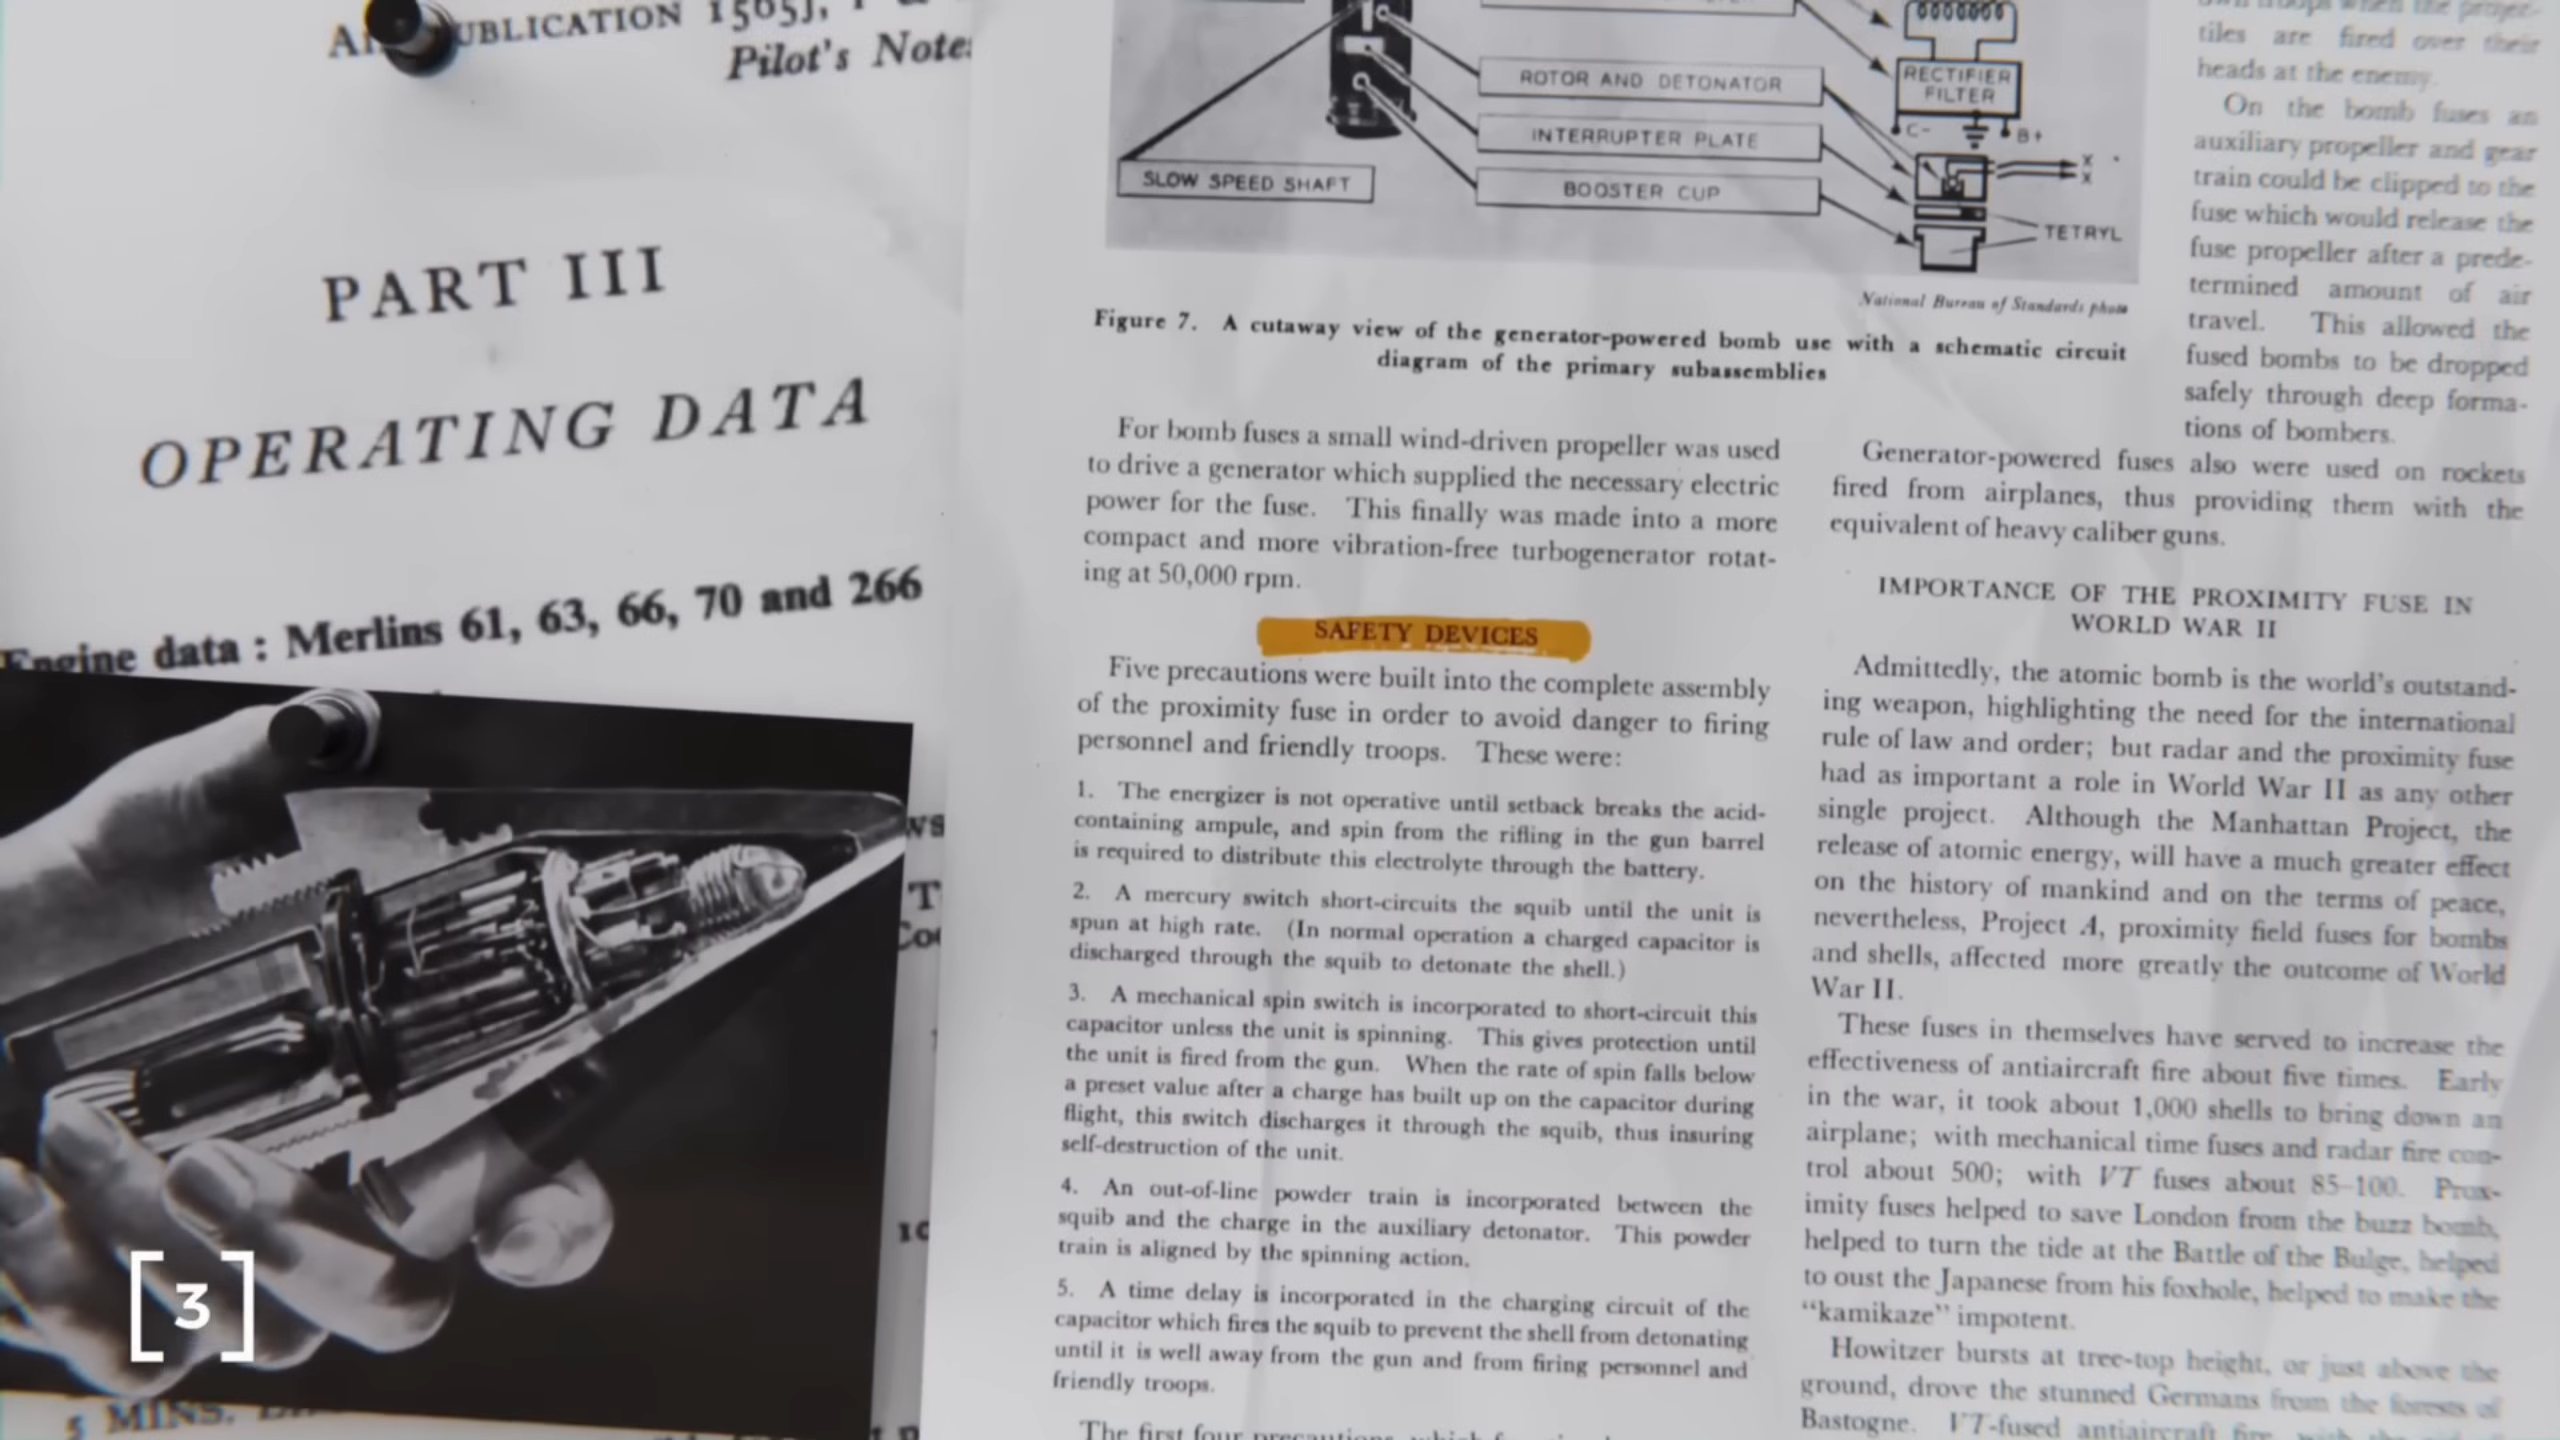 PUBLICATION 1565J,
Pilot's Note
PART III
OPERATING DATA
Engine data : Merlins 61, 63, 66, 70 and 266
[3]
5 MINS.
ROTOR AND DETONATOR
INTERRUPTER PLATE
BOOSTER CUP
SLOW SPEED SHAFT
RECTIFIER
FILTER
C-
B+
X
X
TETRYL
National Bureau of Standards photo
Figure 7. A cutaway view of the generator-powered bomb use with a schematic circuit
diagram of the primary subassemblies
For bomb fuses a small wind-driven propeller was used
to drive a generator which supplied the necessary electric
power for the fuse. This finally was made into a more
compact and more vibration-free turbogenerator rotat-
ing at 50,000 rpm.
SAFETY DEVICES
Five precautions were built into the complete assembly
of the proximity fuse in order to avoid danger to firing
personnel and friendly troops. These were:
1. The energizer is not operative until setback breaks the acid-
containing ampule, and spin from the rifling in the gun barrel
is required to distribute this electrolyte through the battery.
2. A mercury switch short-circuits the squib until the unit is
spun at high rate. (In normal operation a charged capacitor is
discharged through the squib to detonate the shell.)
3. A mechanical spin switch is incorporated to short-circuit this
capacitor unless the unit is spinning. This gives protection until
the unit is fired from the gun. When the rate of spin falls below
a preset value after a charge has built up on the capacitor during
flight, this switch discharges it through the squib, thus insuring
self-destruction of the unit.
4. An out-of-line powder train is incorporated between the
squib and the charge in the auxiliary detonator. This powder
train is aligned by the spinning action.
5. A time delay is incorporated in the charging circuit of the
capacitor which fires the squib to prevent the shell from detonating
until it is well away from the gun and from firing personnel and
friendly troops.
The first four precautions, which
own troops when the projec-
tiles are fired over their
heads at the enemy.
On the bomb fuses an
auxiliary propeller and gear
train could be clipped to the
fuse which would release the
fuse propeller after a prede-
termined amount of air
travel. This allowed the
fused bombs to be dropped
safely through deep forma-
tions of bombers.
Generator-powered fuses also were used on rockets
fired from airplanes, thus providing them with the
equivalent of heavy caliber guns.
IMPORTANCE OF THE PROXIMITY FUSE IN
WORLD WAR II
Admittedly, the atomic bomb is the world's outstand-
ing weapon, highlighting the need for the international
rule of law and order; but radar and the proximity fuse
had as important a role in World War II as any other
single project. Although the Manhattan Project, the
release of atomic energy, will have a much greater effect
on the history of mankind and on the terms of peace,
nevertheless, Project A, proximity field fuses for bombs
and shells, affected more greatly the outcome of World
War II.
These fuses in themselves have served to increase the
effectiveness of antiaircraft fire about five times. Early
in the war, it took about 1,000 shells to bring down an
airplane; with mechanical time fuses and radar fire con-
trol about 500; with VT fuses about 85-100. Prox-
imity fuses helped to save London from the buzz bomb,
helped to turn the tide at the Battle of the Bulge, helped
to oust the Japanese from his foxhole, helped to make the
"kamikaze" impotent.
Howitzer bursts at tree-top height, or just above the
ground, drove the stunned Germans from the forests of
Bastogne. VT-fused antiaircraft fire, with the